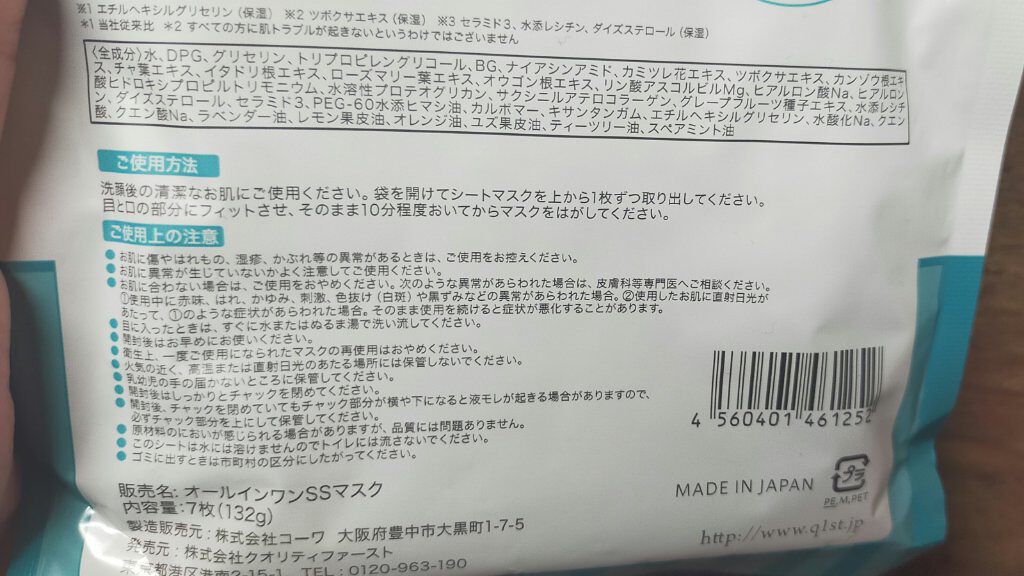 ※1 エチルヘキシルグリセリン（保湿） ※2 ツボクサエキス（保湿） ※3 セラミド3、水添レシチン、ダイズステロール（保湿）
*1 当社従来比 *2 すべての方に肌トラブルが起きないというわけではございません
〈全成分〉水、DPG、グリセリン、トリプロピレングリコール、BG、ナイアシンアミド、カミツレ花エキス、ツボクサエキス、カンゾウ根エキ
ス、チャ葉エキス、イタドリ根エキス、ローズマリー葉エキス、オウゴン根エキス、リン酸アスコルビルMg、ヒアルロン酸Na、ヒアルロン
酸ヒドロキシプロピルトリモニウム、水溶性プロテオグリカン、サクシニルアテロコラーゲン、グレープフルーツ種子エキス、水添レシチ
ン、ダイズステロール、セラミド3、PEG-60水添ヒマシ油、カルボマー、キサンタンガム、エチルヘキシルグリセリン、水酸化Na、クエン
酸、クエン酸Na、ラベンダー油、レモン果皮油、オレンジ油、ユズ果皮油、ティーツリー油、スペアミント油
ご使用方法
洗顔後の清潔なお肌にご使用ください。袋を開けてシートマスクを上から1枚ずつ取り出してください。
目と口の部分にフィットさせ、そのまま10分程度おいてからマスクをはがしてください。
ご使用上の注意
●お肌に傷やはれもの、湿疹、かぶれ等の異常があるときは、ご使用をお控えください。
●お肌に異常が生じていないかよく注意してご使用ください。
●お肌に合わない場合は、ご使用をおやめください。次のような異常があらわれた場合は、皮膚科等専門医へご相談ください。
①使用中に赤味、はれ、かゆみ、刺激、色抜け（白斑）や黒ずみなどの異常があらわれた場合。②使用したお肌に直射日光が
あたって、①のような症状があらわれた場合。そのまま使用を続けると症状が悪化することがあります。
●目に入ったときは、すぐに水またはぬるま湯で洗い流してください。
●開封後はお早めにお使いください。
●衛生上、一度ご使用になられたマスクの再使用はおやめください。
●火気の近く、高温または直射日光のあたる場所には保管しないでください。
●乳幼児の手の届かないところに保管してください。
●開封後はしっかりとチャックを閉めてください。
●開封後、チャックを閉めていてもチャック部分が横や下になると液モレが起きる場合がありますので、
必ずチャック部分を上にして保管してください。
●原材料のにおいが感じられる場合がありますが、品質には問題ありません。
●このシートは水には溶けませんのでトイレには流さないでください。
●ゴミに出すときは市町村の区分にしたがってください。
4 560401 461252
販売名：オールインワンSSマスク
内容量：7枚（132g）
製造販売元：株式会社コーワ 大阪府豊中市大黒町1-7-5
発売元：株式会社クオリティファースト
東京都港区港南2-15-1 TEL：0120-963-190
MADE IN JAPAN
プラ
PE,M,PET
http://www.q1st.jp